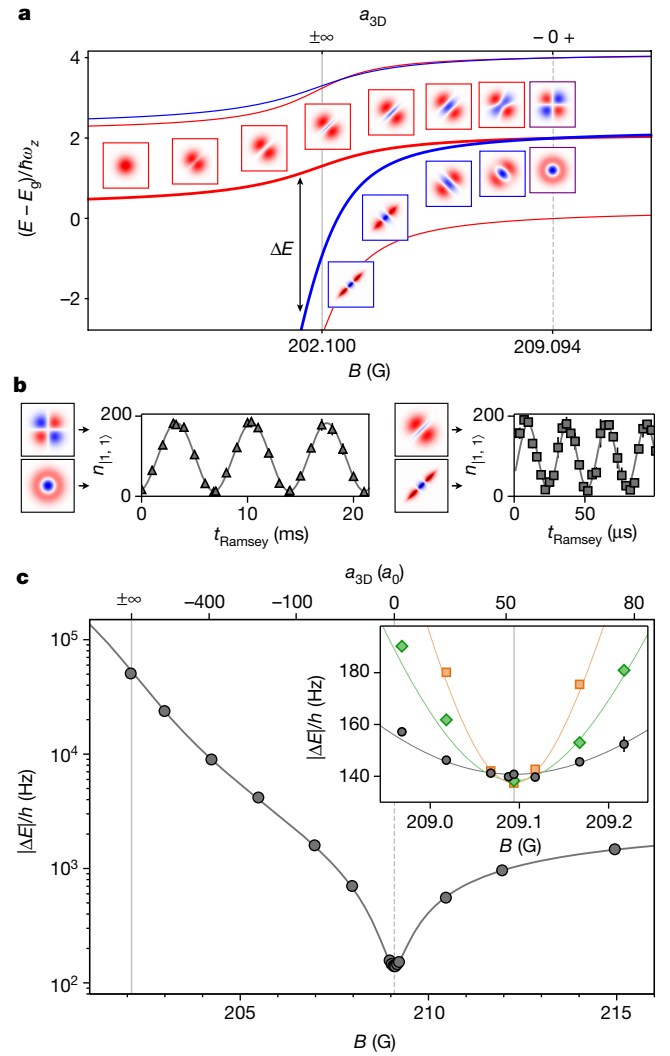 a
a3D
±∞
− 0 +
4
2
0
−2
(E − Eg)/ħωz
ΔE
202.100
209.094
B (G)
b
200
0
n|1, 1⟩
0
10
20
tRamsey (ms)
200
0
n|1, 1⟩
0
50
tRamsey (μs)
c
a3D (a0)
±∞
−400
−100
0
50
80
10^5
10^4
10^3
10^2
|ΔE|/h (Hz)
205
210
215
B (G)
180
160
140
|ΔE|/h (Hz)
209.0
209.1
209.2
B (G)